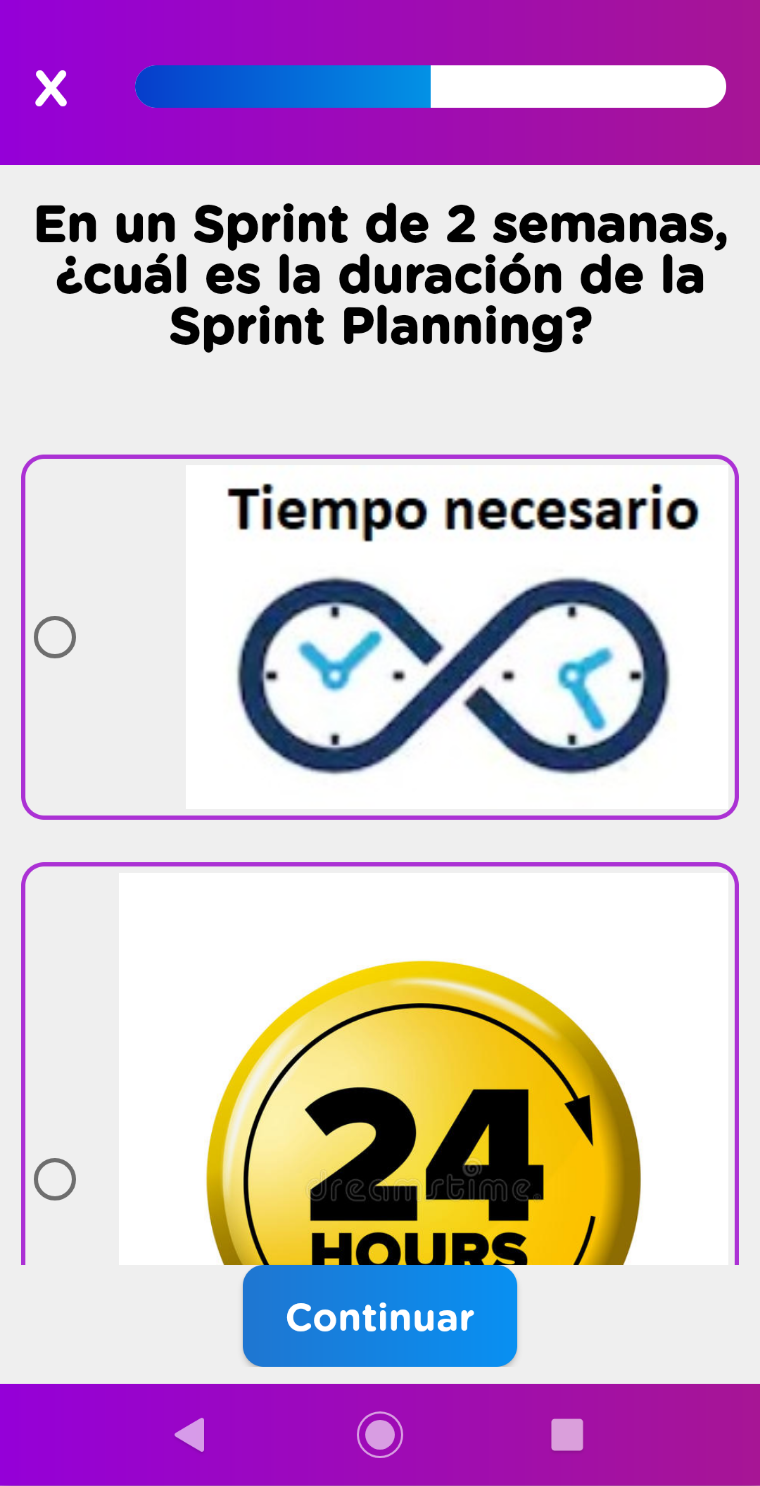 X
En un Sprint de 2 semanas,
¿cuál es la duración de la
Sprint Planning?
Tiempo necesario
24
dreamstime.
HOURS
Continuar